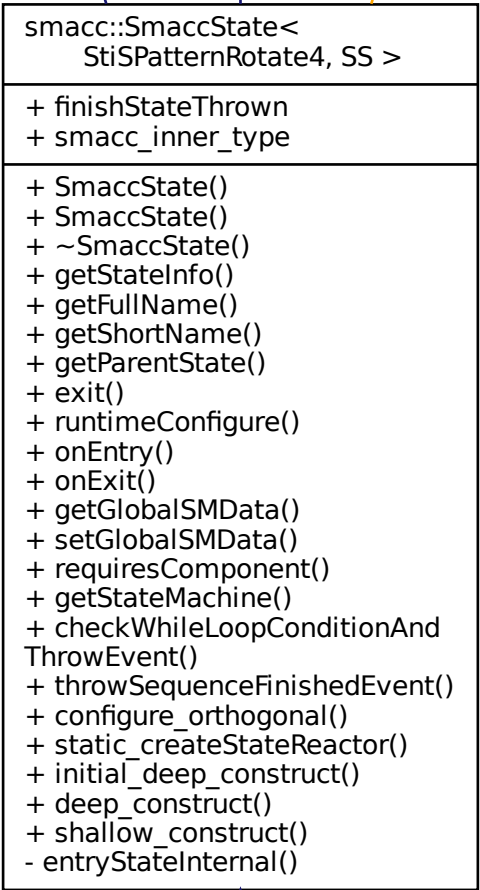 smacc::SmaccState<
StiSPatternRotate4, SS >
+ finishStateThrown
+ smacc_inner_type
+ SmaccState()
+ SmaccState()
+ ~SmaccState()
+ getStateInfo()
+ getFullName()
+ getShortName()
+ getParentState()
+ exit()
+ runtimeConfigure()
+ onEntry()
+ onExit()
+ getGlobalSMData()
+ setGlobalSMData()
+ requiresComponent()
+ getStateMachine()
+ checkWhileLoopConditionAnd
ThrowEvent()
+ throwSequenceFinishedEvent()
+ configure_orthogonal()
+ static_createStateReactor()
+ initial_deep_construct()
+ deep_construct()
+ shallow_construct()
- entryStateInternal()